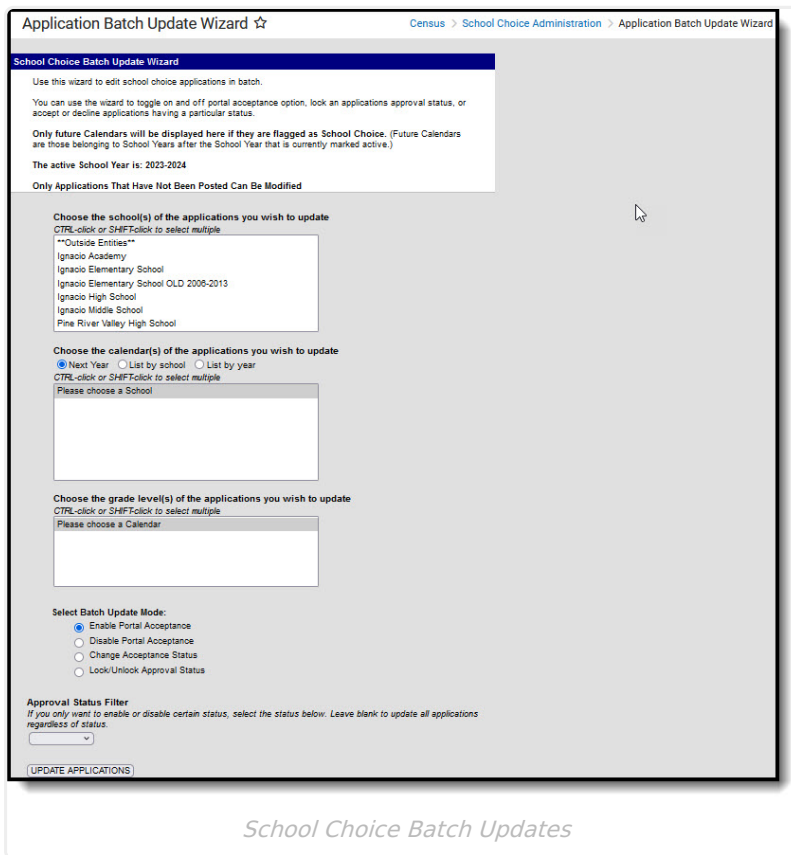 Application Batch Update Wizard ☆
Census > School Choice Administration > Application Batch Update Wizard
School Choice Batch Update Wizard
Use this wizard to edit school choice applications in batch.
You can use the wizard to toggle on and off portal acceptance option, lock an applications approval status, or
accept or decline applications having a particular status.
Only future Calendars will be displayed here if they are flagged as School Choice. (Future Calendars
are those belonging to School Years after the School Year that is currently marked active.)
The active School Year is: 2023-2024
Only Applications That Have Not Been Posted Can Be Modified
Choose the school(s) of the applications you wish to update
CTRL-click or SHIFT-click to select multiple
**Outside Entities**
Ignacio Academy
Ignacio Elementary School
Ignacio Elementary School OLD 2006-2013
Ignacio High School
Ignacio Middle School
Pine River Valley High School
Choose the calendar(s) of the applications you wish to update
Next Year List by school List by year
CTRL-click or SHIFT-click to select multiple
Please choose a School
Choose the grade level(s) of the applications you wish to update
CTRL-click or SHIFT-click to select multiple
Please choose a Calendar
Select Batch Update Mode:
Enable Portal Acceptance
Disable Portal Acceptance
Change Acceptance Status
Lock/Unlock Approval Status
Approval Status Filter
If you only want to enable or disable certain status, select the status below. Leave blank to update all applications
regardless of status.
UPDATE APPLICATIONS
School Choice Batch Updates